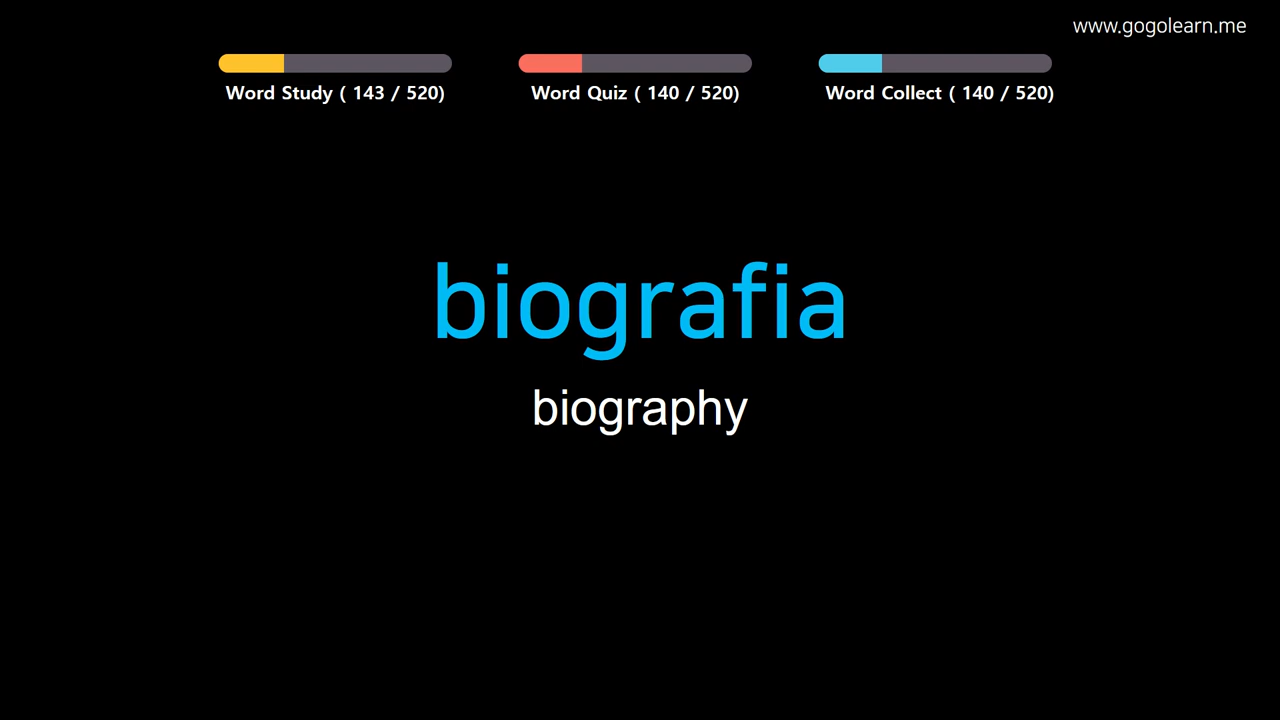 www.gogolearn.me
Word Study ( 143 / 520)
Word Quiz ( 140 / 520)
Word Collect ( 140 / 520)
biografia
biography